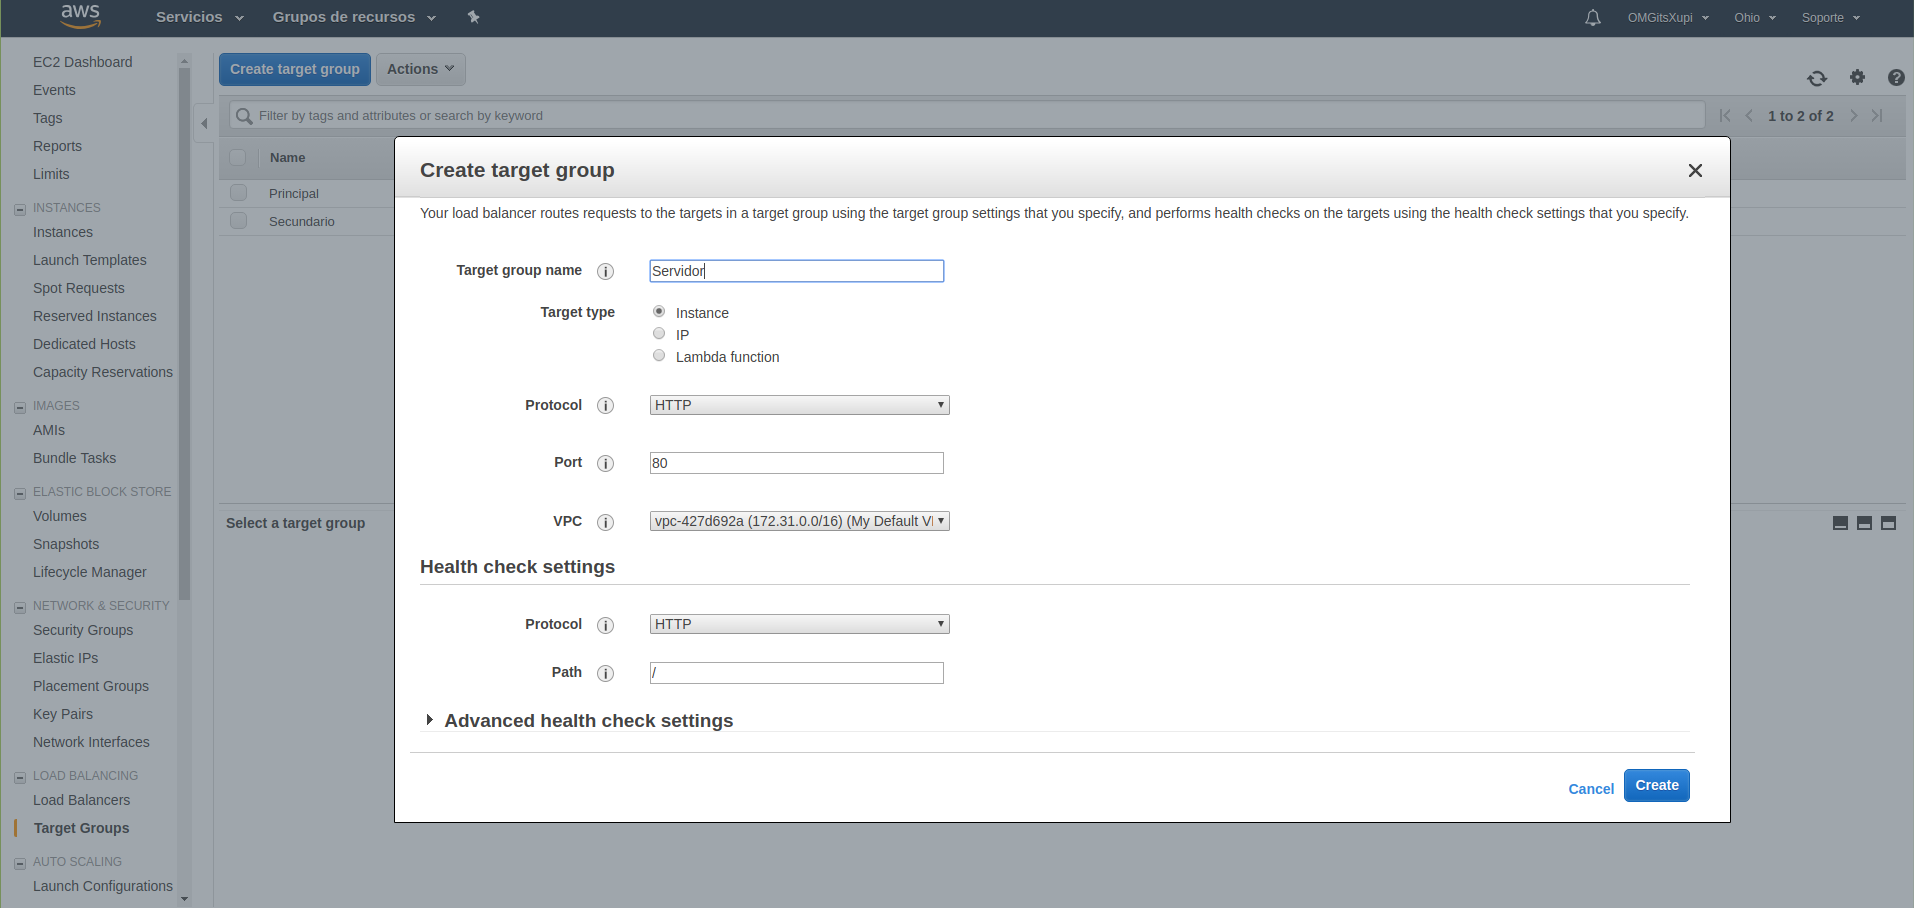 aws Servicios Grupos de recursos OMGitsXupi Ohio Soporte
EC2 Dashboard
Events
Tags
Reports
Limits
INSTANCES
Instances
Launch Templates
Spot Requests
Reserved Instances
Dedicated Hosts
Capacity Reservations
IMAGES
AMIs
Bundle Tasks
ELASTIC BLOCK STORE
Volumes
Snapshots
Lifecycle Manager
NETWORK & SECURITY
Security Groups
Elastic IPs
Placement Groups
Key Pairs
Network Interfaces
LOAD BALANCING
Load Balancers
Target Groups
AUTO SCALING
Launch Configurations
Create target group Actions
Filter by tags and attributes or search by keyword 1 to 2 of 2
Name
Principal
Secundario
Select a target group
Create target group
Your load balancer routes requests to the targets in a target group using the target group settings that you specify, and performs health checks on the targets using the health check settings that you specify.
Target group name Servidor
Target type Instance
IP
Lambda function
Protocol HTTP
Port 80
VPC vpc-427d692a (172.31.0.0/16) (My Default
Health check settings
Protocol HTTP
Path /
Advanced health check settings
Cancel Create